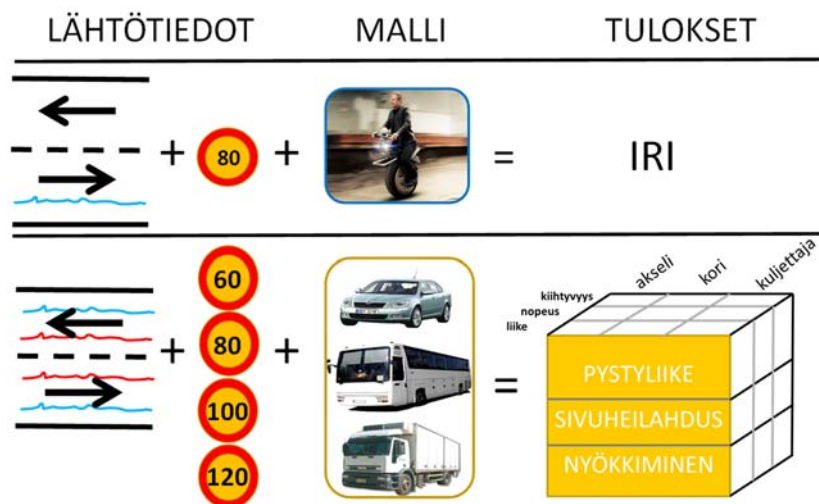 LÄHTÖTIEDOT MALLI TULOKSET
+ 80 + = IRI
60
80
100
120
+ + =
akseli kori kuljettaja
kiihtyvyys
nopeus
liike
PYSTYLIIKE
SIVUHEILAHDUS
NYÖKKIMINEN